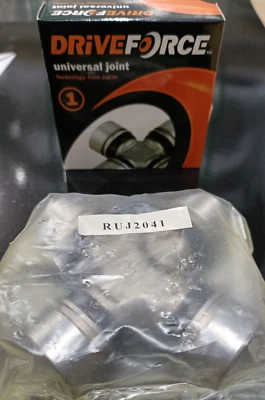 DRiVEFORCE
universal joint
Technology from Japan
1
RUJ2041